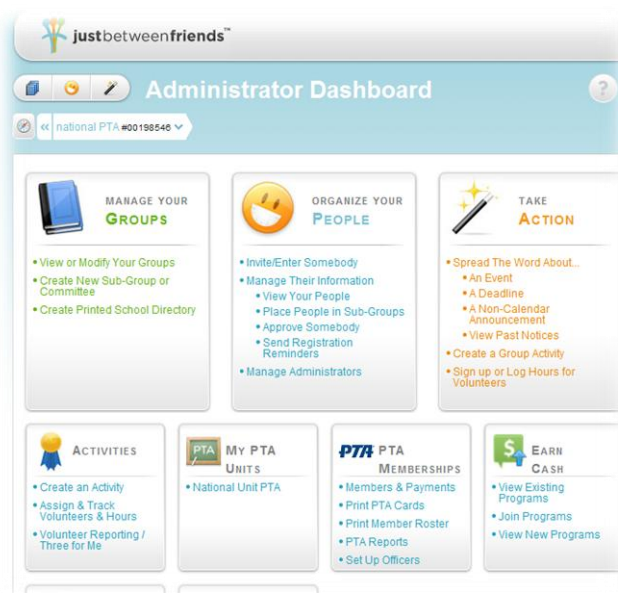 justbetweenfriends™
Administrator Dashboard
?
« national PTA #00198546
MANAGE YOUR
GROUPS
• View or Modify Your Groups
• Create New Sub-Group or
Committee
• Create Printed School Directory
ORGANIZE YOUR
PEOPLE
• Invite/Enter Somebody
• Manage Their Information
• View Your People
• Place People in Sub-Groups
• Approve Somebody
• Send Registration
Reminders
• Manage Administrators
TAKE
ACTION
• Spread The Word About...
• An Event
• A Deadline
• A Non-Calendar
Announcement
• View Past Notices
• Create a Group Activity
• Sign up or Log Hours for
Volunteers
ACTIVITIES
• Create an Activity
• Assign & Track
Volunteers & Hours
• Volunteer Reporting /
Three for Me
PTA
MY PTA
UNITS
• National Unit PTA
PTA PTA
MEMBERSHIPS
• Members & Payments
• Print PTA Cards
• Print Member Roster
• PTA Reports
• Set Up Officers
$
EARN
CASH
• View Existing
Programs
• Join Programs
• View New Programs